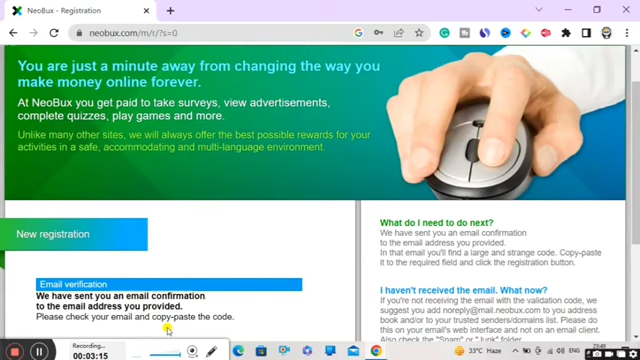 NeoBux - Registration
neobux.com/m/r/?s=0
You are just a minute away from changing the way you
make money online forever.
At NeoBux you get paid to take surveys, view advertisements,
complete quizzes, play games and more.
Unlike many other sites, we will always offer the best possible rewards for your
activities in a safe, accommodating and multi-language environment.
New registration
Email verification
We have sent you an email confirmation
to the email address you provided.
Please check your email and copy-paste the code.
What do I need to do next?
We have sent you an email confirmation
to the email address you provided.
In that email you'll find a large and strange code. Copy-paste
it to the required field and click the registration button.
I haven't received the email. What now?
If you're not receiving the email with the validation code, we
suggest you add noreply@mail.neobux.com to you address
book and/or to your trusted senders/domains list. Please do
this on your email's web interface and not on an email client.
Also check the "Spam" or "Junk" folder.
Recording...
00:03:15
33°C Haze
ENG
23:49